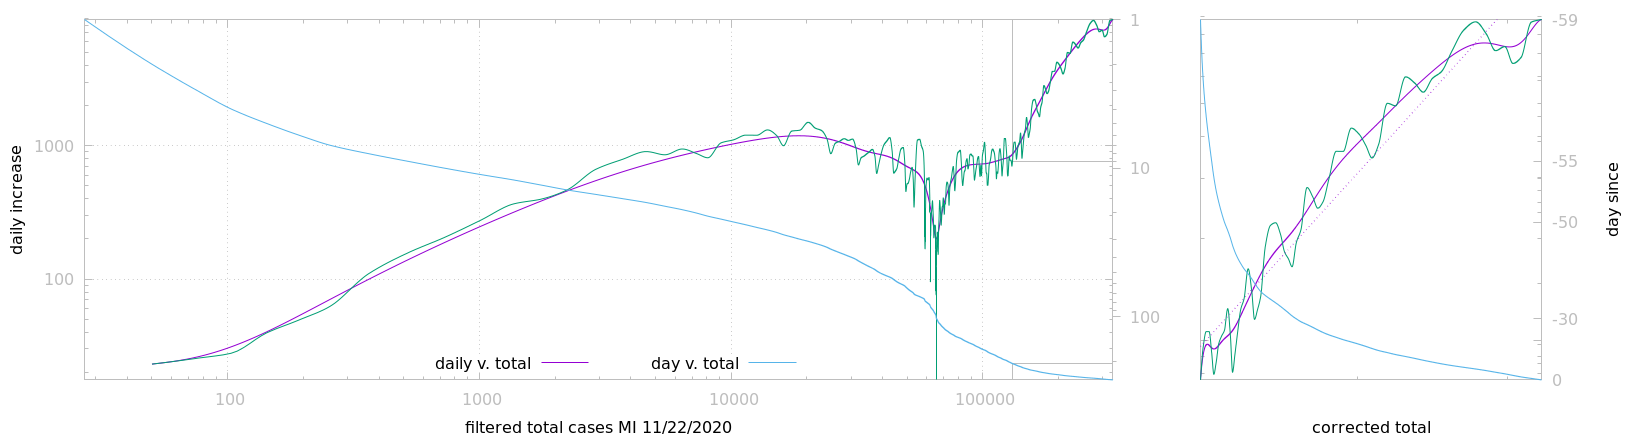 daily increase
1000
100
daily v. total
day v. total
100
1000
10000
100000
1
10
100
filtered total cases MI 11/22/2020
-59
-55
-50
-30
0
day since
corrected total